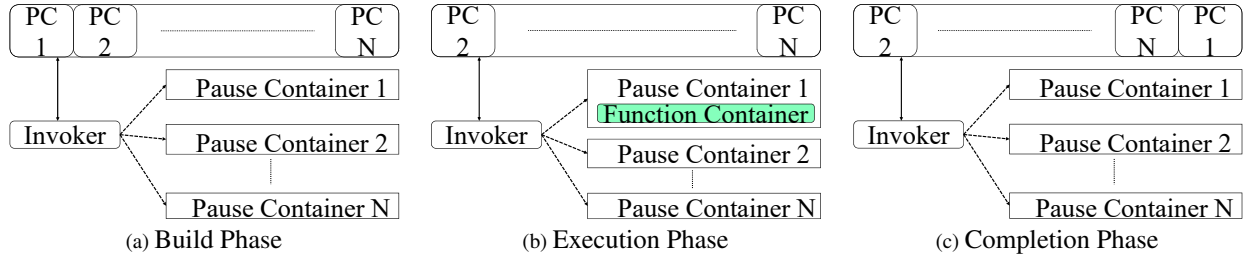 PC 1
PC 2
PC N
Invoker
Pause Container 1
Pause Container 2
Pause Container N
(a) Build Phase
PC 2
PC N
Invoker
Pause Container 1
Function Container
Pause Container 2
Pause Container N
(b) Execution Phase
PC 2
PC N
PC 1
Invoker
Pause Container 1
Pause Container 2
Pause Container N
(c) Completion Phase